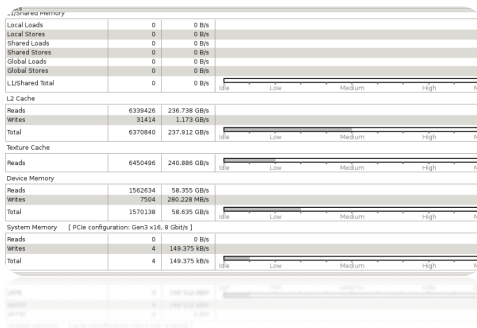 L1/Shared Memory
Local Loads 0 0 B/s
Local Stores 0 0 B/s
Shared Loads 0 0 B/s
Shared Stores 0 0 B/s
Global Loads 0 0 B/s
Global Stores 0 0 B/s
L1/Shared Total 0 0 B/s
Idle Low Medium High
L2 Cache
Reads 6339426 236.738 GB/s
Writes 31414 1.173 GB/s
Total 6370840 237.912 GB/s
Idle Low Medium High
Texture Cache
Reads 6450496 240.886 GB/s
Idle Low Medium High
Device Memory
Reads 1562634 58.355 GB/s
Writes 7504 280.228 MB/s
Total 1570138 58.635 GB/s
Idle Low Medium High
System Memory [ PCIe configuration: Gen3 x16, 8 Gbit/s ]
Reads 0 0 B/s
Writes 4 149.375 kB/s
Total 4 149.375 kB/s
Idle Low Medium High